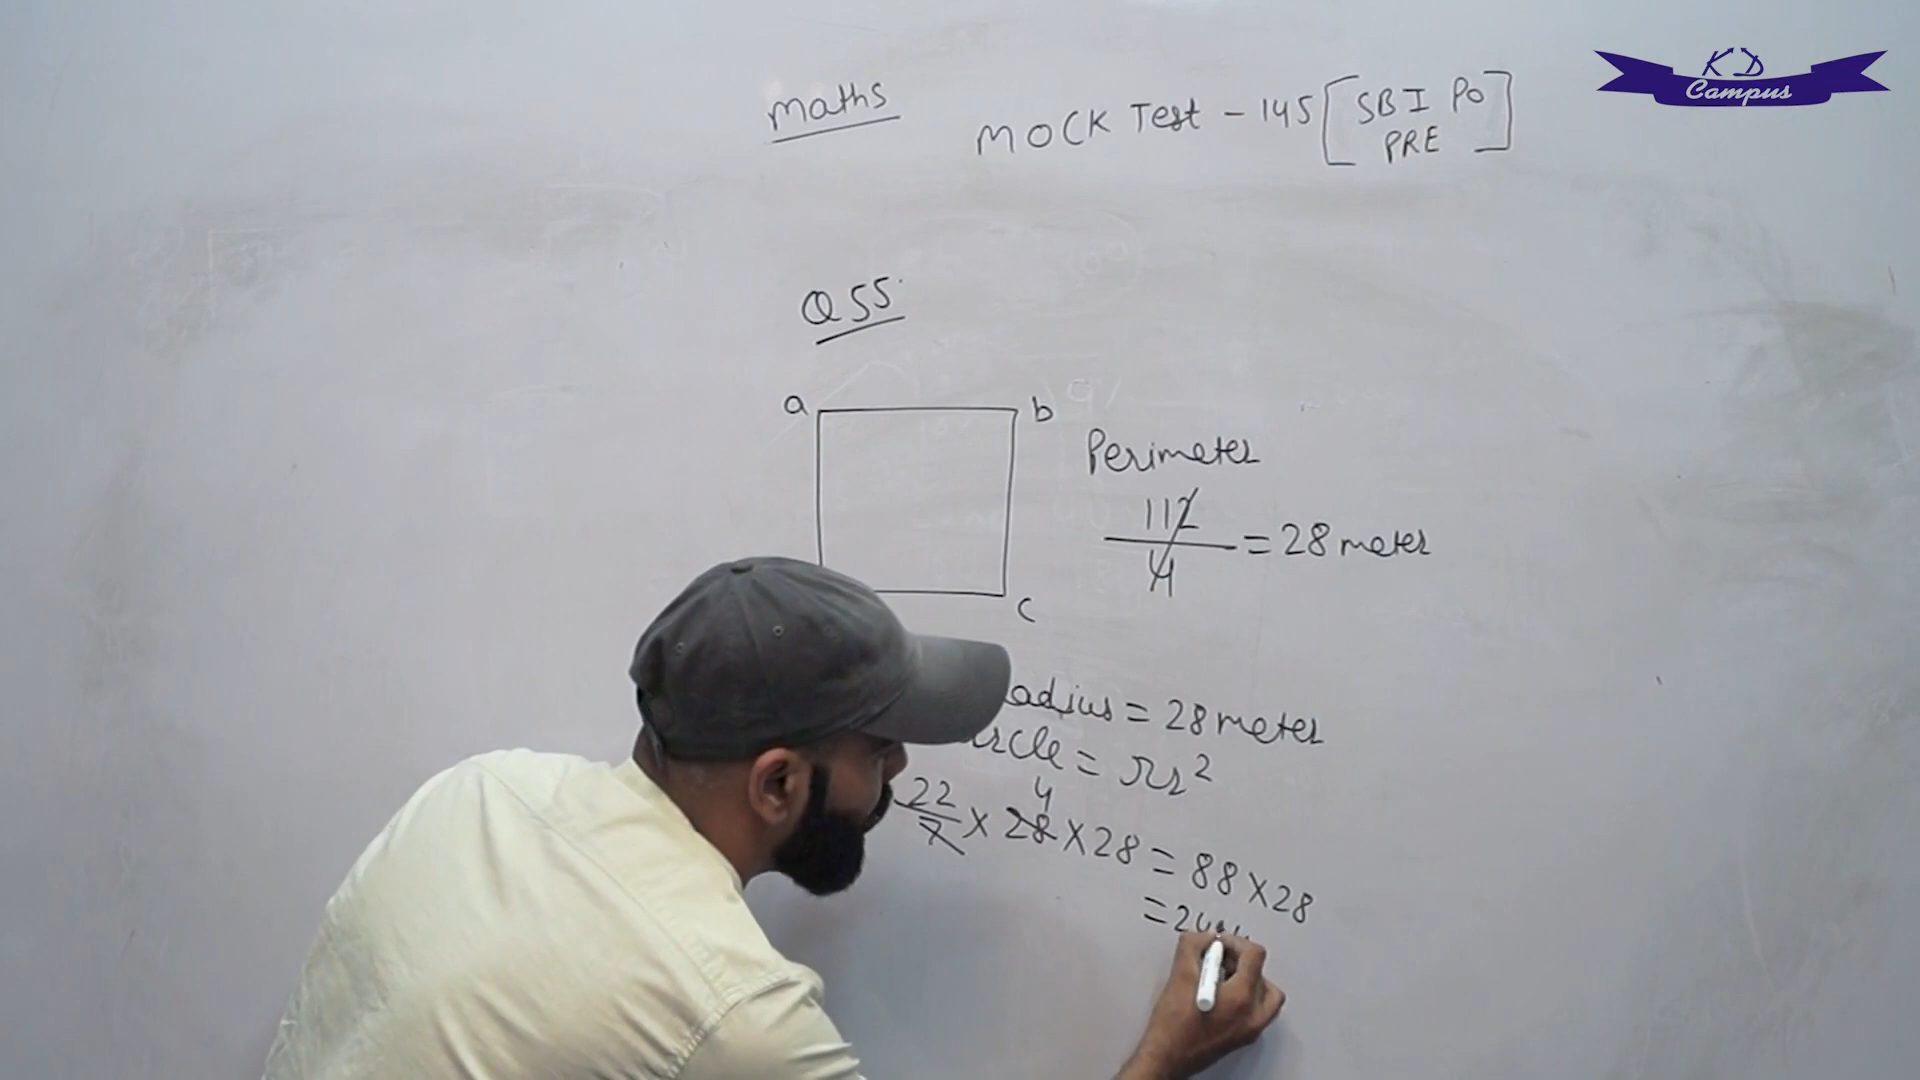 KD
Campus
Maths
MOCK Test - 145 [SBI PO
PRE]
Q55.
a
b
Perimeter
112/4 = 28 meter
c
adius = 28 meter
ircle = πr²
4
22/7 × 28 × 28 = 88 × 28